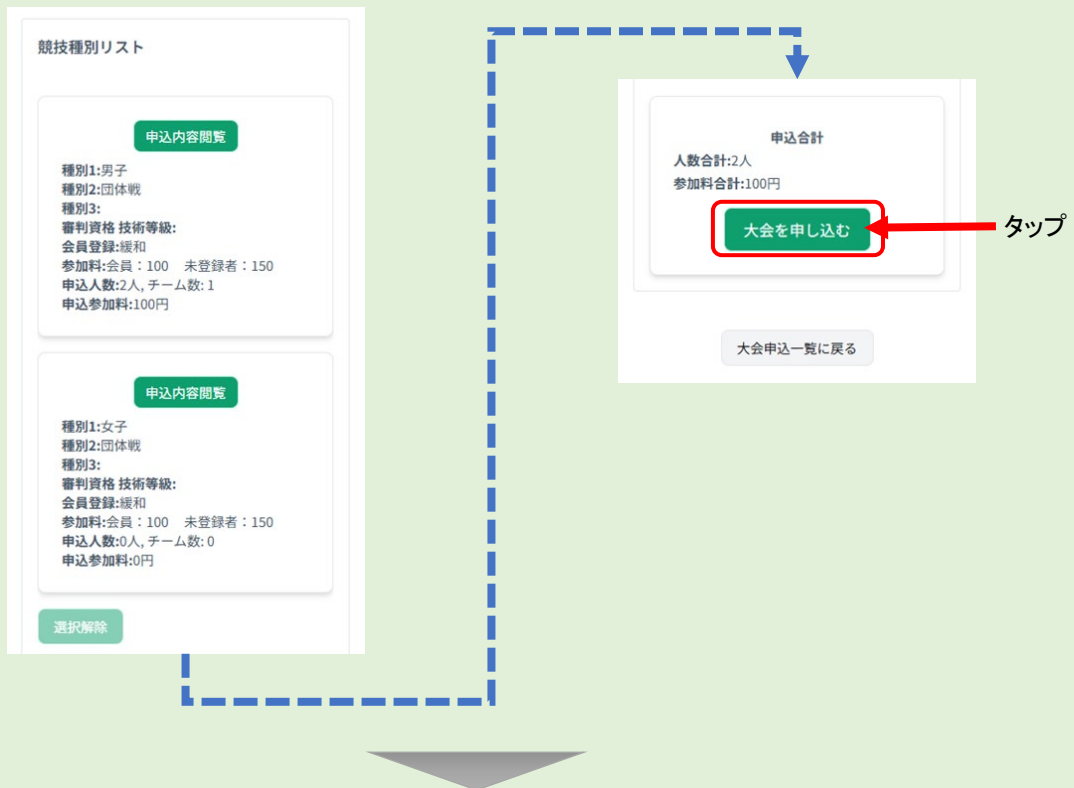 競技種別リスト
申込内容閲覧
種別1:男子
種別2:団体戦
種別3:
審判資格 技術等級:
会員登録:緩和
参加料:会員：100　未登録者：150
申込人数:2人, チーム数: 1
申込参加料:100円
申込内容閲覧
種別1:女子
種別2:団体戦
種別3:
審判資格 技術等級:
会員登録:緩和
参加料:会員：100　未登録者：150
申込人数:0人, チーム数: 0
申込参加料:0円
選択解除
申込合計
人数合計:2人
参加料合計:100円
大会を申し込む
タップ
大会申込一覧に戻る